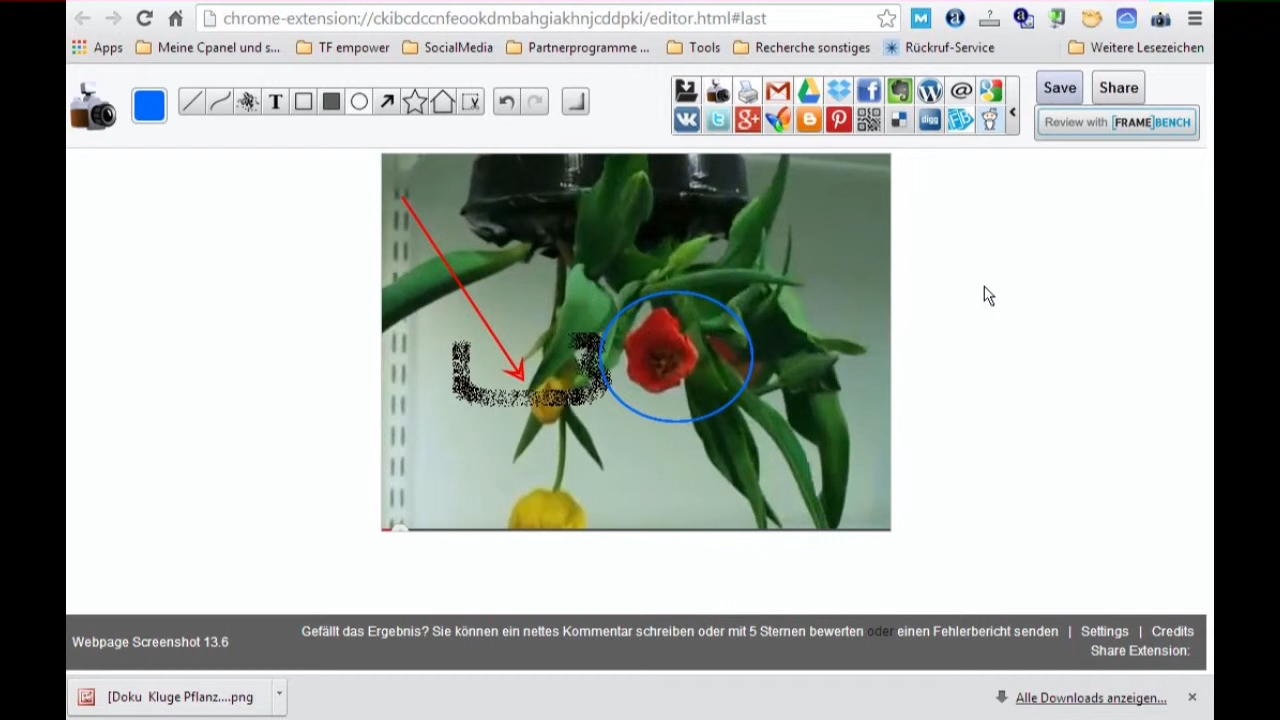 chrome-extension://ckibcdccnfeookdmbahgiakhnjcddpki/editor.html#last
Apps Meine Cpanel und s... TF empower SocialMedia Partnerprogramme ... Tools Recherche sonstiges Rückruf-Service Weitere Lesezeichen
T Save Share
Review with [FRAME]BENCH
Gefällt das Ergebnis? Sie können ein nettes Kommentar schreiben oder mit 5 Sternen bewerten oder einen Fehlerbericht senden | Settings | Credits
Webpage Screenshot 13.6
Share Extension:
[Doku Kluge Pflanz....png Alle Downloads anzeigen...